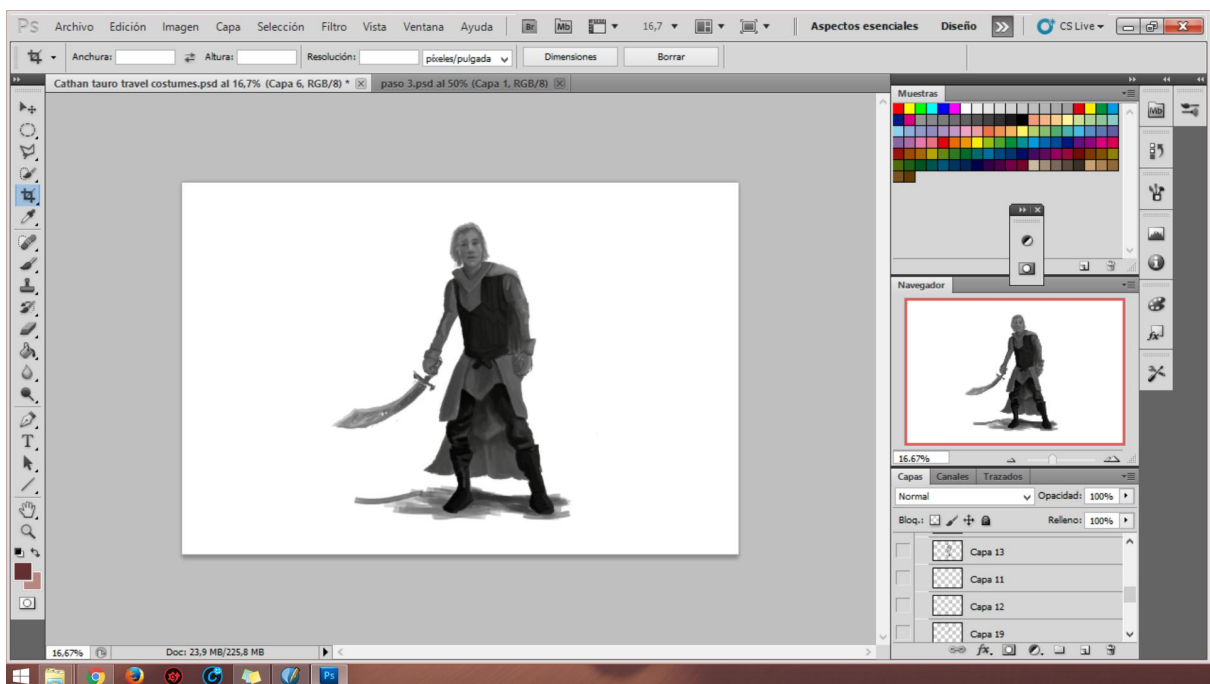 Ps Archivo Edición Imagen Capa Selección Filtro Vista Ventana Ayuda Br Mb 16,7 Aspectos esenciales Diseño CS Live
Anchura: Altura: Resolución: píxeles/pulgada Dimensiones Borrar
Cathan tauro travel costumes.psd al 16,7% (Capa 6, RGB/8) * paso 3.psd al 50% (Capa 1, RGB/8)
Muestras
Mb
Navegador
16.67%
Capas Canales Trazados
Normal Opacidad: 100%
Bloq.: Relleno: 100%
Capa 13
Capa 11
Capa 12
Capa 19
fx.
16,67% Doc: 23,9 MB/225,8 MB
Ps